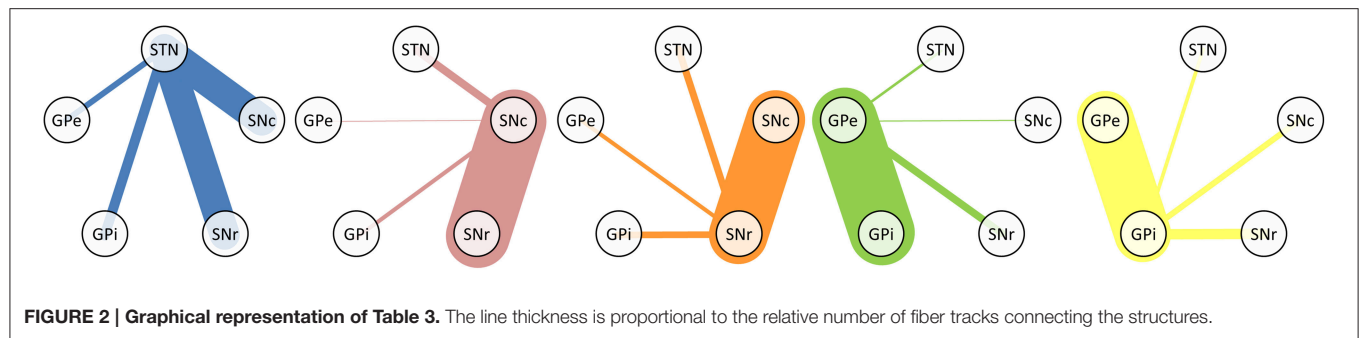 STN
GPe
SNc
GPi
SNr
STN
GPe
SNc
GPi
SNr
STN
GPe
SNc
GPi
SNr
STN
GPe
SNc
GPi
SNr
STN
GPe
SNc
GPi
SNr
FIGURE 2 | Graphical representation of Table 3. The line thickness is proportional to the relative number of fiber tracks connecting the structures.